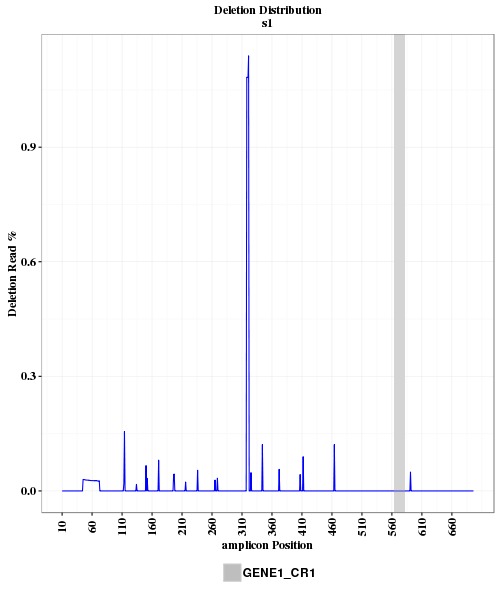 Deletion Distribution
s1
Deletion Read %
0.9
0.6
0.3
0.0
10 60 110 160 210 260 310 360 410 460 510 560 610 660
amplicon Position
GENE1_CR1